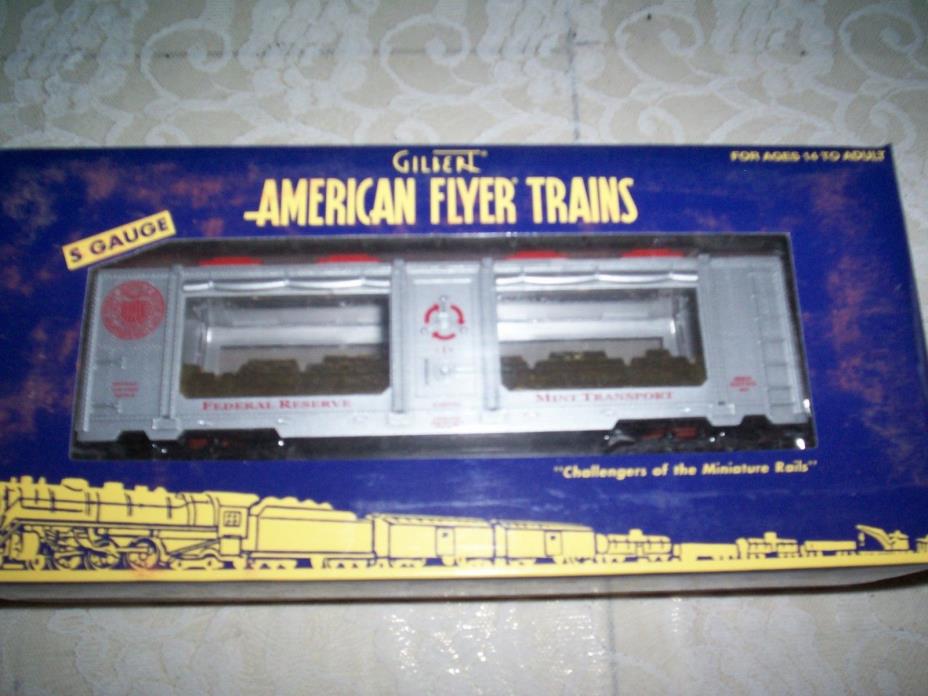 GILBERT®
FOR AGES 14 TO ADULT
AMERICAN FLYER TRAINS
S GAUGE
FEDERAL RESERVE
MINT TRANSPORT
"Challengers of the Miniature Rails"